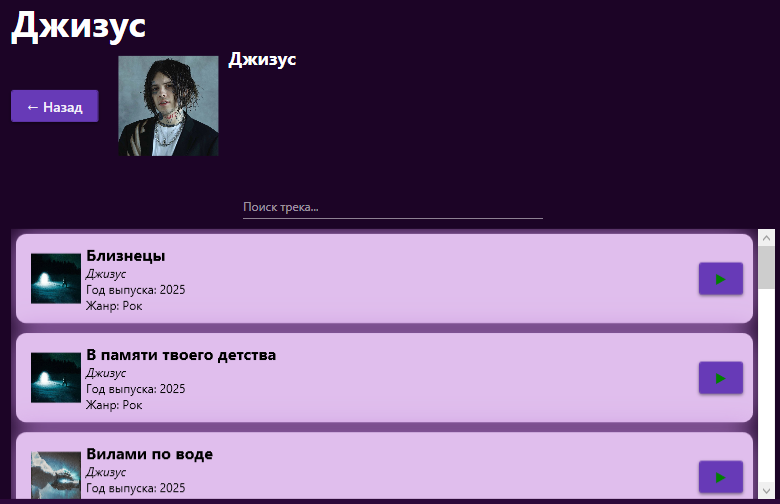 Джизус
Джизус
← Назад
Поиск трека...
Близнецы
Джизус
Год выпуска: 2025
Жанр: Рок
В памяти твоего детства
Джизус
Год выпуска: 2025
Жанр: Рок
Вилами по воде
Джизус
Год выпуска: 2025